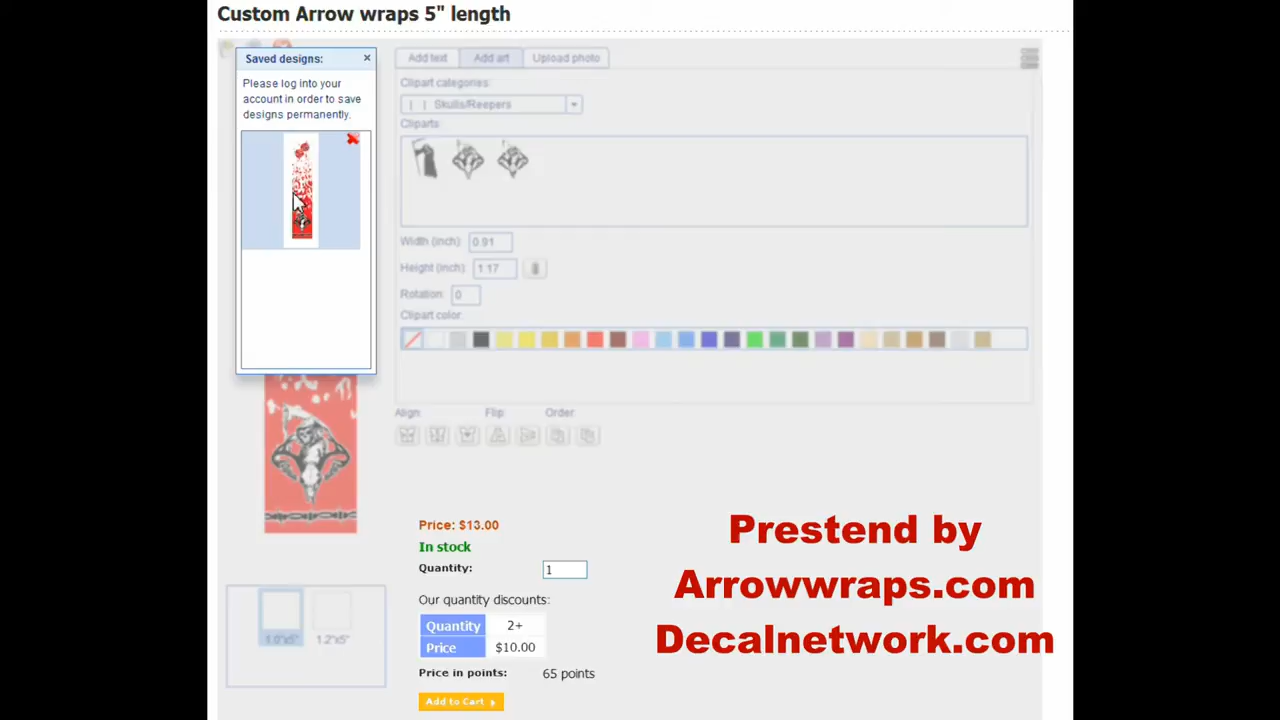 Custom Arrow wraps 5" length
Saved designs:
Please log into your
account in order to save
designs permanently.
Add text Add art Upload photo
Clipart categories:
| | Skulls/Reepers
Cliparts:
Width (inch): 0.91
Height (inch): 1.17
Rotation: 0
Clipart color:
Align: Flip: Order:
1.0"x5" 1.2"x5"
Price: $13.00
In stock
Quantity: 1
Our quantity discounts:
Quantity 2+
Price $10.00
Price in points: 65 points
Add to Cart
Prestend by
Arrowwraps.com
Decalnetwork.com